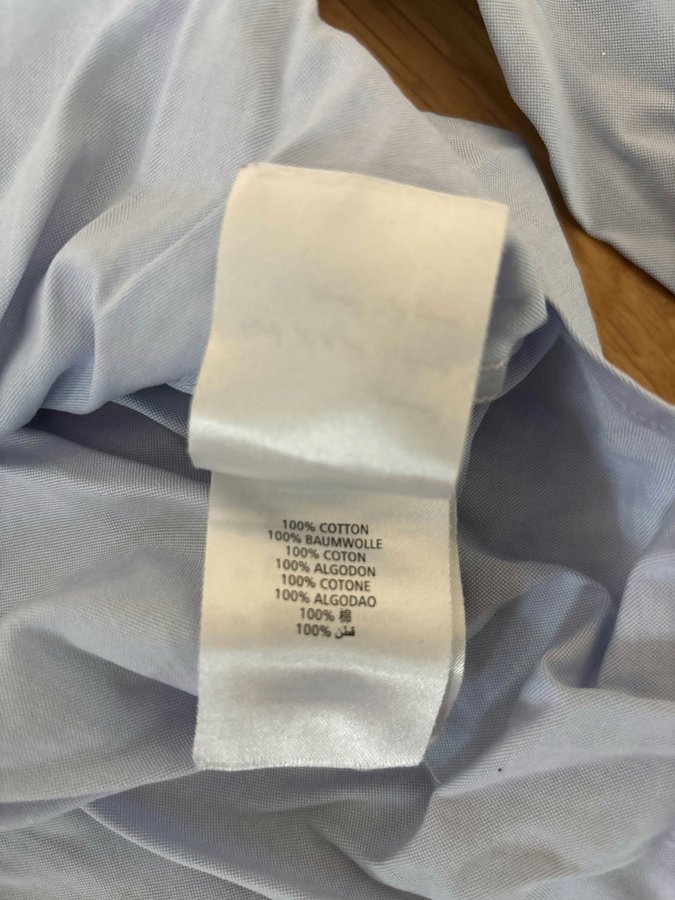 100% COTTON
100% BAUMWOLLE
100% COTON
100% ALGODON
100% COTONE
100% ALGODAO
100% 棉
100% قطن